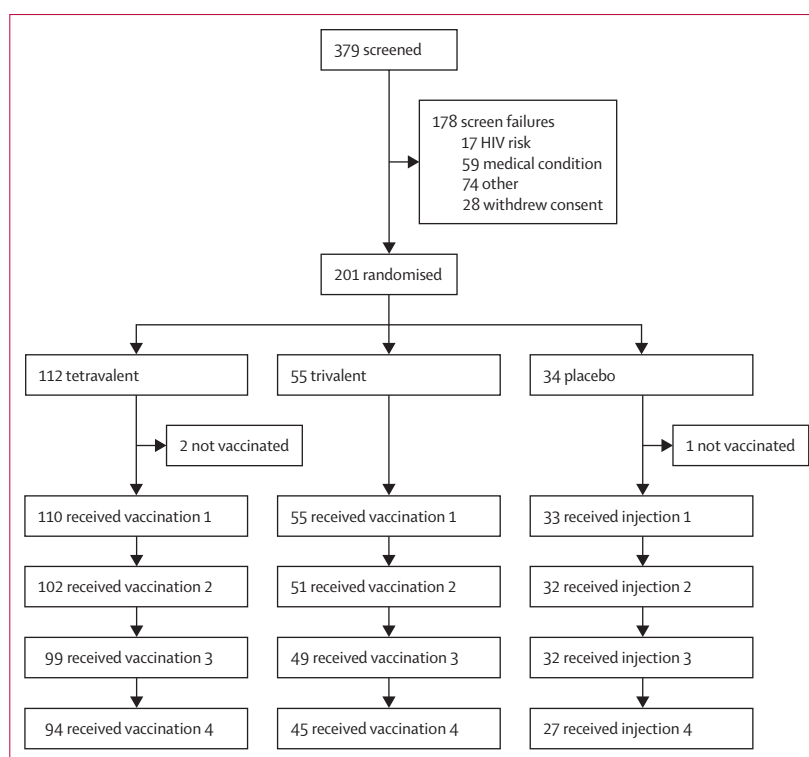 379 screened
178 screen failures
17 HIV risk
59 medical condition
74 other
28 withdrew consent
201 randomised
112 tetravalent
55 trivalent
34 placebo
2 not vaccinated
1 not vaccinated
110 received vaccination 1
55 received vaccination 1
33 received injection 1
102 received vaccination 2
51 received vaccination 2
32 received injection 2
99 received vaccination 3
49 received vaccination 3
32 received injection 3
94 received vaccination 4
45 received vaccination 4
27 received injection 4